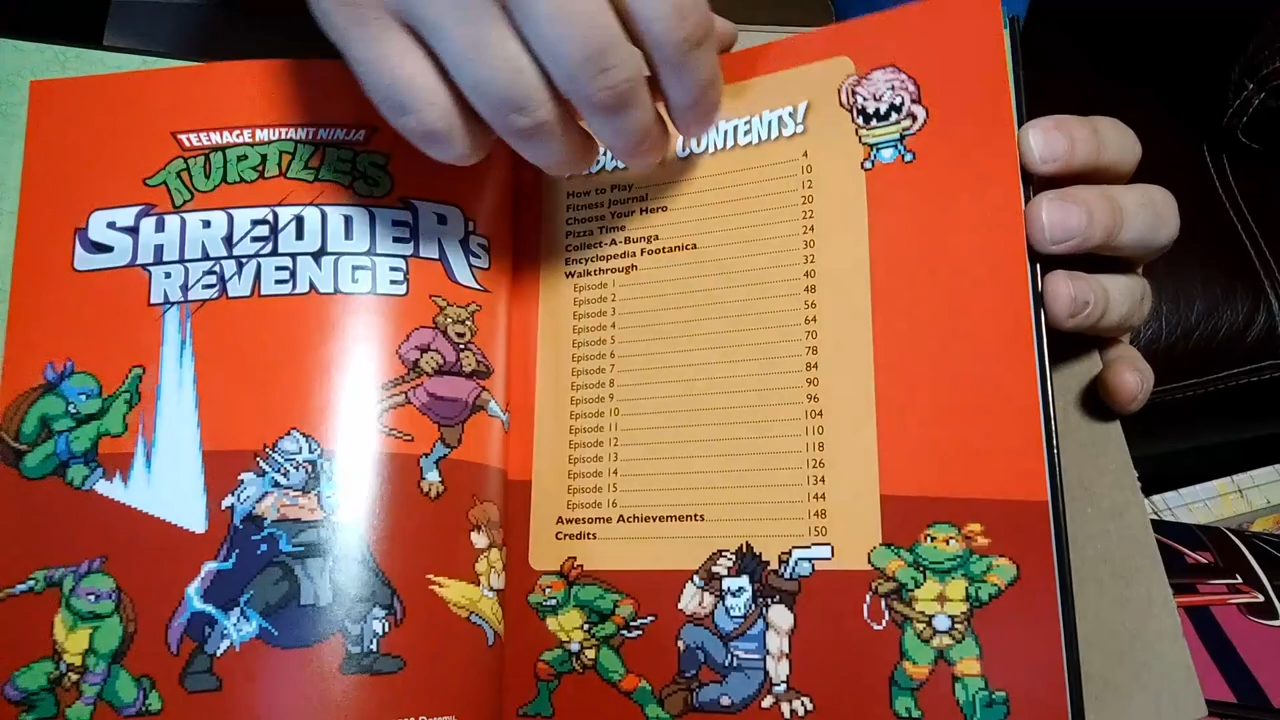 TEENAGE MUTANT NINJA
TURTLES
SHREDDER's
REVENGE
CONTENTS!
How to Play 4
Fitness Journal 10
Choose Your Hero 12
Pizza Time 20
Collect-A-Bunga 22
Encyclopedia Footanica 24
Walkthrough 30
Episode 1 32
Episode 2 40
Episode 3 48
Episode 4 56
Episode 5 64
Episode 6 70
Episode 7 78
Episode 8 84
Episode 9 90
Episode 10 96
Episode 11 104
Episode 12 110
Episode 13 118
Episode 14 126
Episode 15 134
Episode 16 144
Awesome Achievements 148
Credits 150